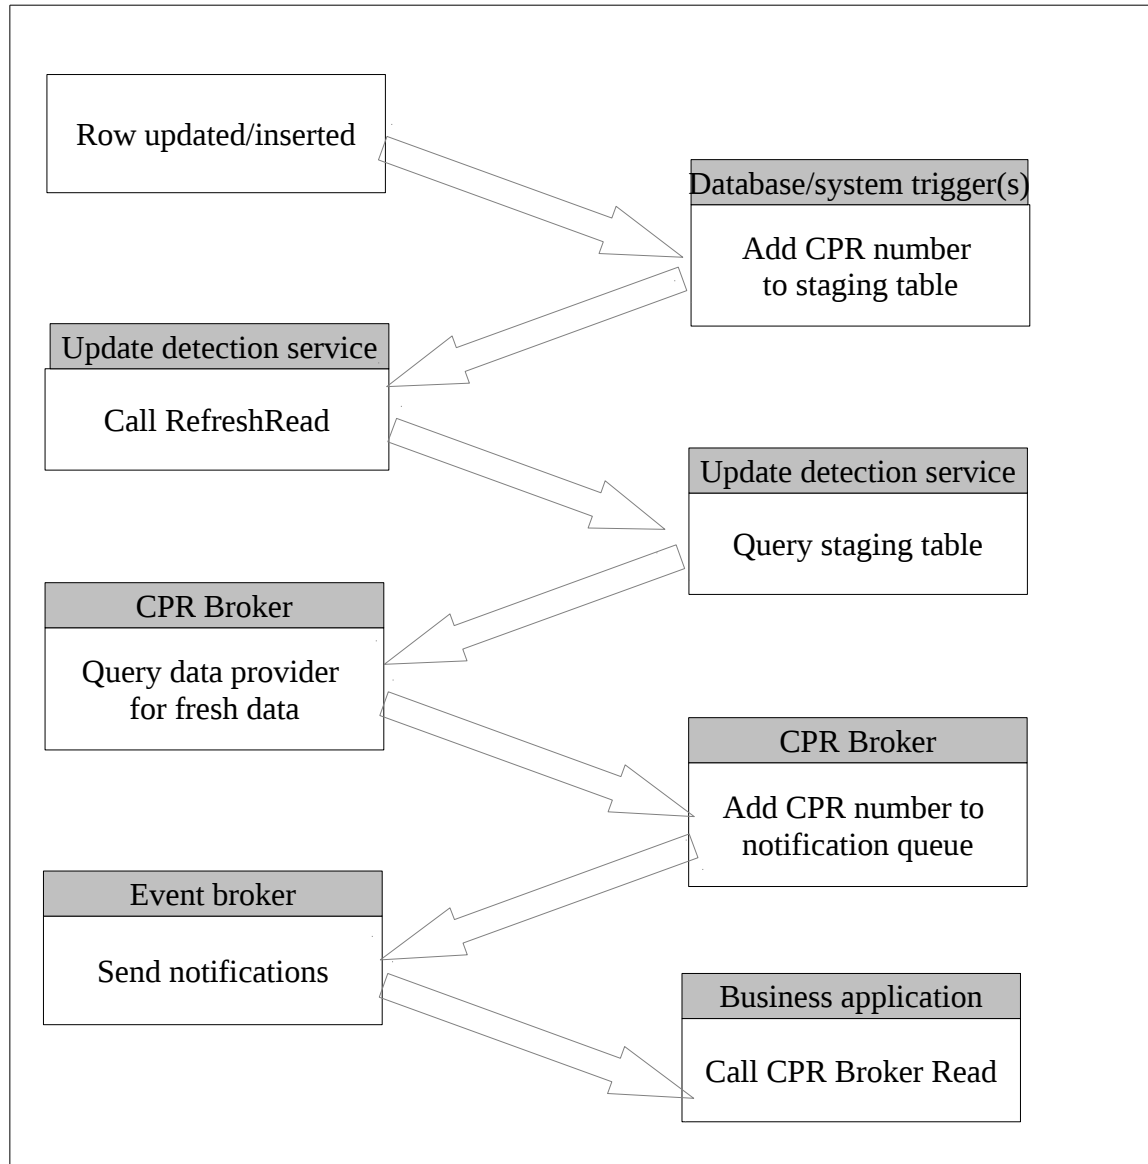 Row updated/inserted
Database/system trigger(s)
Add CPR number
to staging table
Update detection service
Call RefreshRead
Update detection service
Query staging table
CPR Broker
Query data provider
for fresh data
CPR Broker
Add CPR number to
notification queue
Event broker
Send notifications
Business application
Call CPR Broker Read